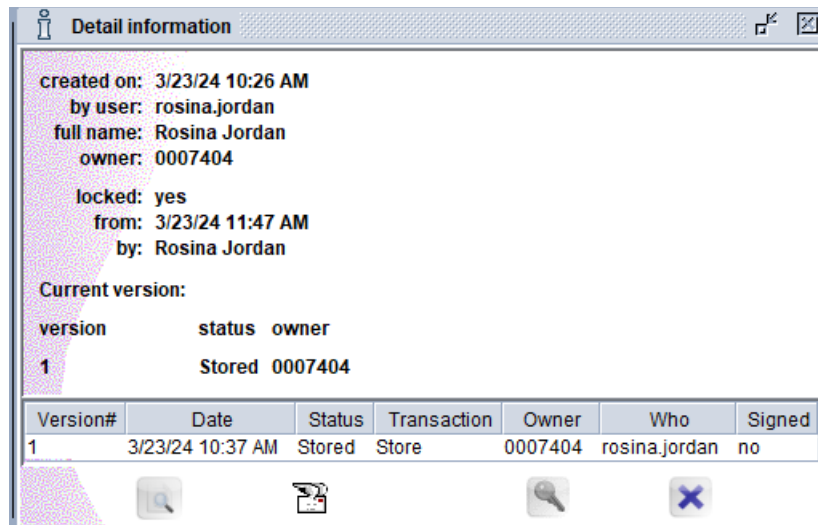 Detail information
created on: 3/23/24 10:26 AM
by user: rosina.jordan
full name: Rosina Jordan
owner: 0007404
locked: yes
from: 3/23/24 11:47 AM
by: Rosina Jordan
Current version:
version status owner
1 Stored 0007404
Version# Date Status Transaction Owner Who Signed
1 3/23/24 10:37 AM Stored Store 0007404 rosina.jordan no